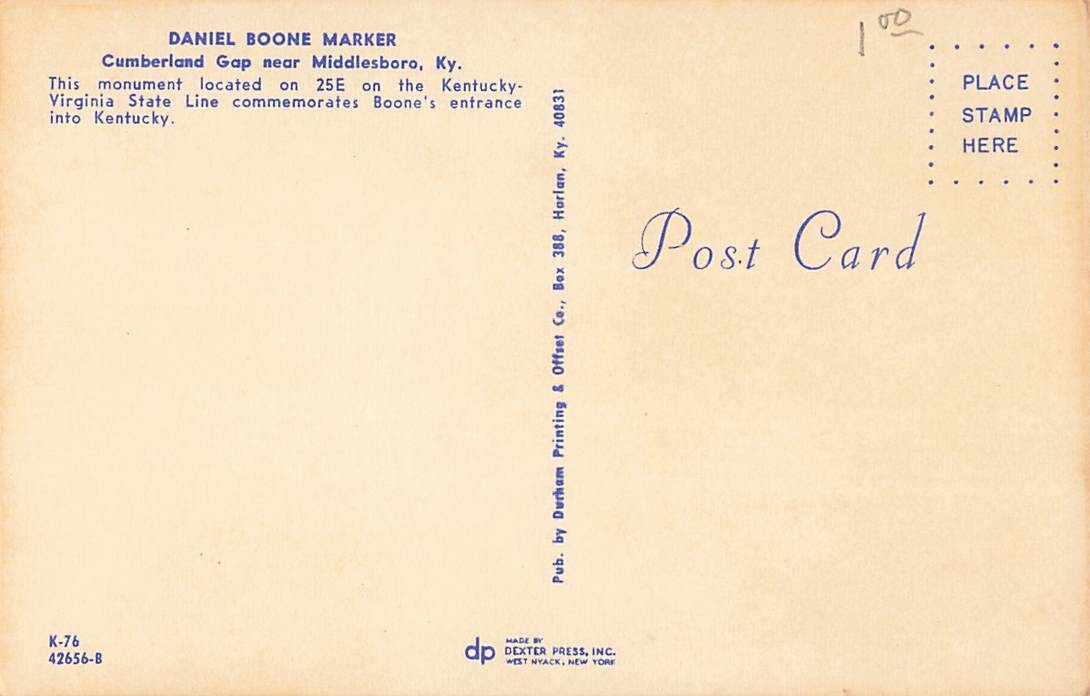 DANIEL BOONE MARKER
Cumberland Gap near Middlesboro, Ky.
This monument located on 25E on the Kentucky-
Virginia State Line commemorates Boone's entrance
into Kentucky.
Pub. by Durham Printing & Offset Co., Box 388, Harlan, Ky. 40831
1 00
PLACE
STAMP
HERE
Post Card
K-76
42656-B
dp
MADE BY
DEXTER PRESS, INC.
WEST NYACK, NEW YORK